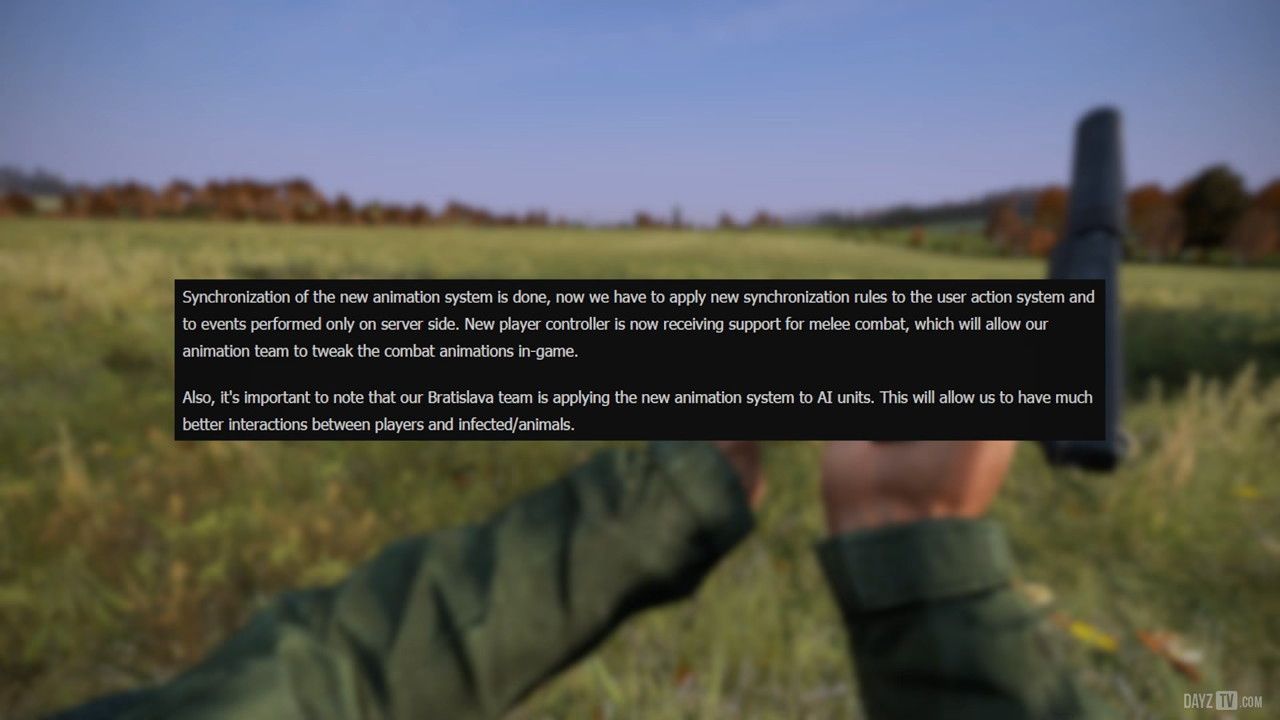 Synchronization of the new animation system is done, now we have to apply new synchronization rules to the user action system and
to events performed only on server side. New player controller is now receiving support for melee combat, which will allow our
animation team to tweak the combat animations in-game.
Also, it's important to note that our Bratislava team is applying the new animation system to AI units. This will allow us to have much
better interactions between players and infected/animals.
DAYZ TV .COM